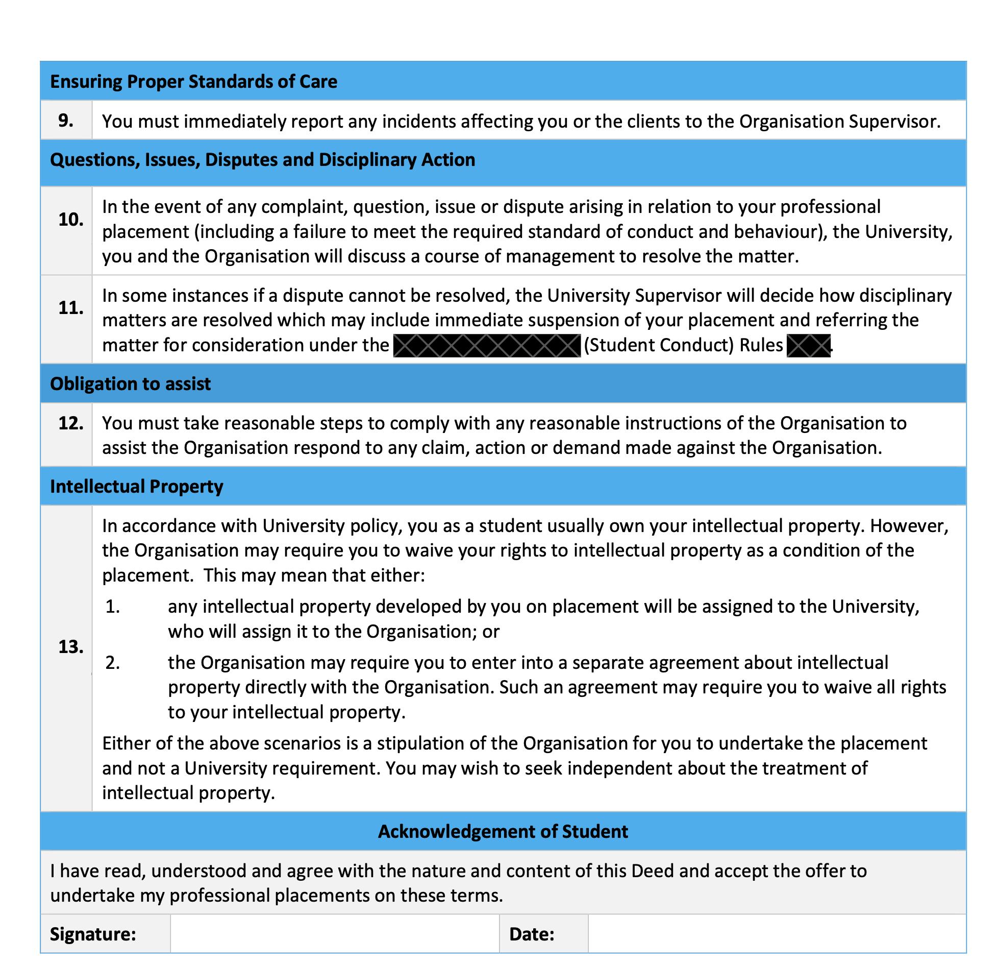 Ensuring Proper Standards of Care
9. You must immediately report any incidents affecting you or the clients to the Organisation Supervisor.
Questions, Issues, Disputes and Disciplinary Action
10. In the event of any complaint, question, issue or dispute arising in relation to your professional
placement (including a failure to meet the required standard of conduct and behaviour), the University,
you and the Organisation will discuss a course of management to resolve the matter.
11. In some instances if a dispute cannot be resolved, the University Supervisor will decide how disciplinary
matters are resolved which may include immediate suspension of your placement and referring the
matter for consideration under the (Student Conduct) Rules .
Obligation to assist
12. You must take reasonable steps to comply with any reasonable instructions of the Organisation to
assist the Organisation respond to any claim, action or demand made against the Organisation.
Intellectual Property
13. In accordance with University policy, you as a student usually own your intellectual property. However,
the Organisation may require you to waive your rights to intellectual property as a condition of the
placement.  This may mean that either:
1. any intellectual property developed by you on placement will be assigned to the University,
who will assign it to the Organisation; or
2. the Organisation may require you to enter into a separate agreement about intellectual
property directly with the Organisation. Such an agreement may require you to waive all rights
to your intellectual property.
Either of the above scenarios is a stipulation of the Organisation for you to undertake the placement
and not a University requirement. You may wish to seek independent about the treatment of
intellectual property.
Acknowledgement of Student
I have read, understood and agree with the nature and content of this Deed and accept the offer to
undertake my professional placements on these terms.
Signature: Date: